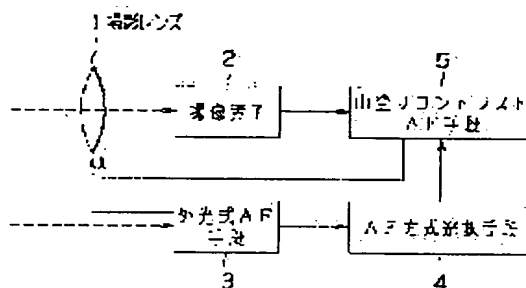 1 撮影レンズ
2
撮像素子
5
山登りコントラスト
AF手段
外光式AF
手段
3
AF方式選択手段
4